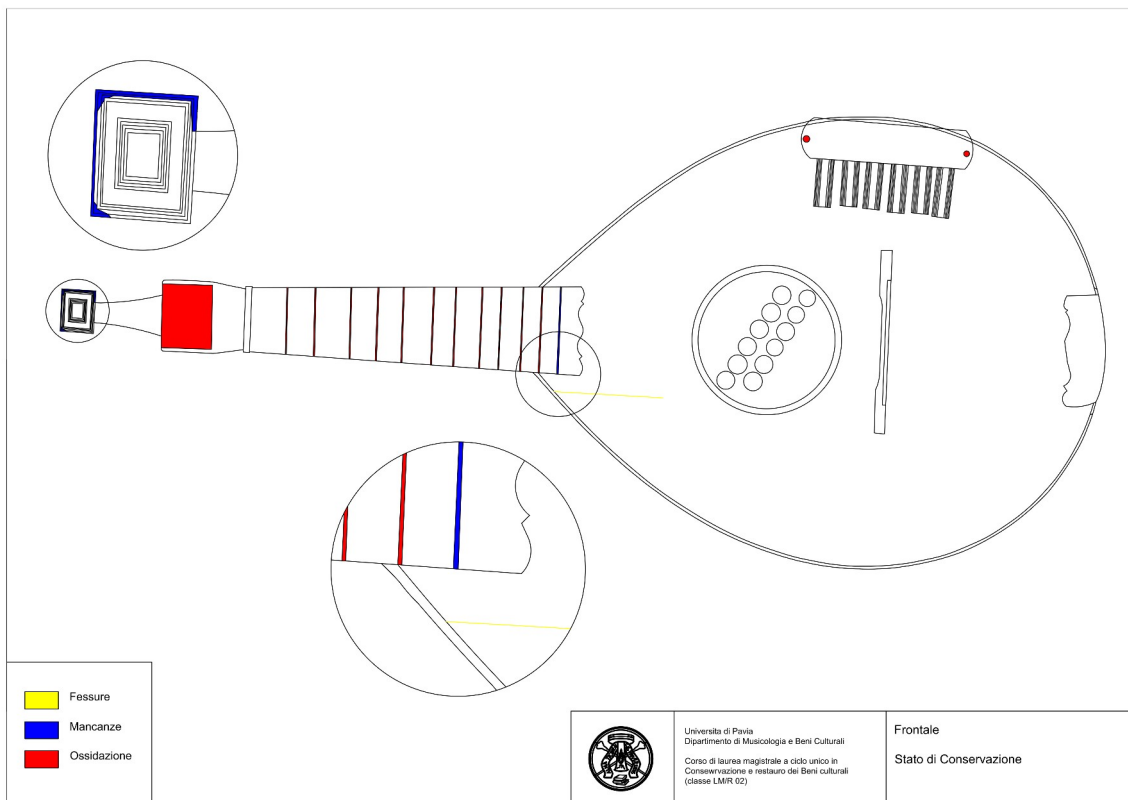 Fessure
Mancanze
Ossidazione
Universita di Pavia
Dipartimento di Musicologia e Beni Culturali
Corso di laurea magistrale a ciclo unico in
Consewrvazione e restauro dei Beni culturali
(classe LM/R 02)
Frontale
Stato di Conservazione